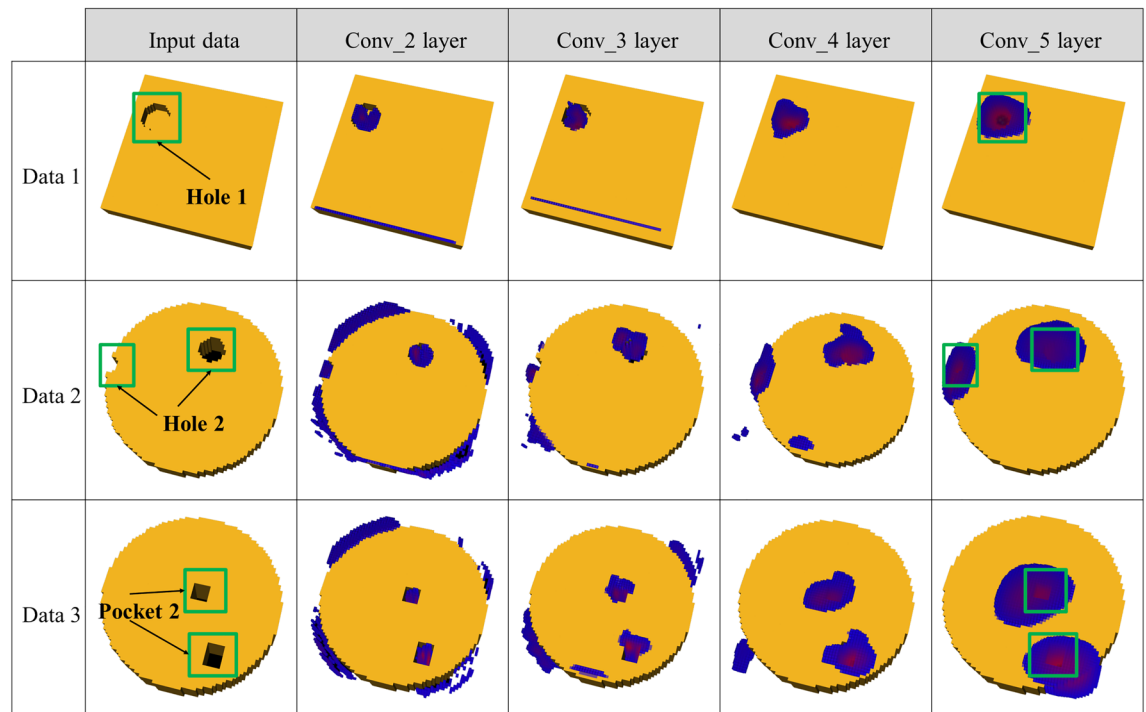 Input data
Conv_2 layer
Conv_3 layer
Conv_4 layer
Conv_5 layer
Data 1
Hole 1
Data 2
Hole 2
Data 3
Pocket 2